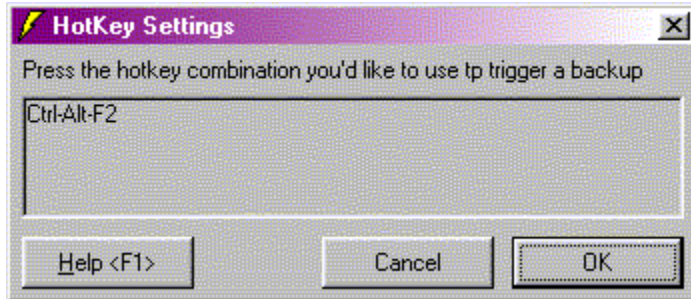 HotKey Settings
Press the hotkey combination you'd like to use tp trigger a backup
Ctrl-Alt-F2
Help <F1> Cancel OK